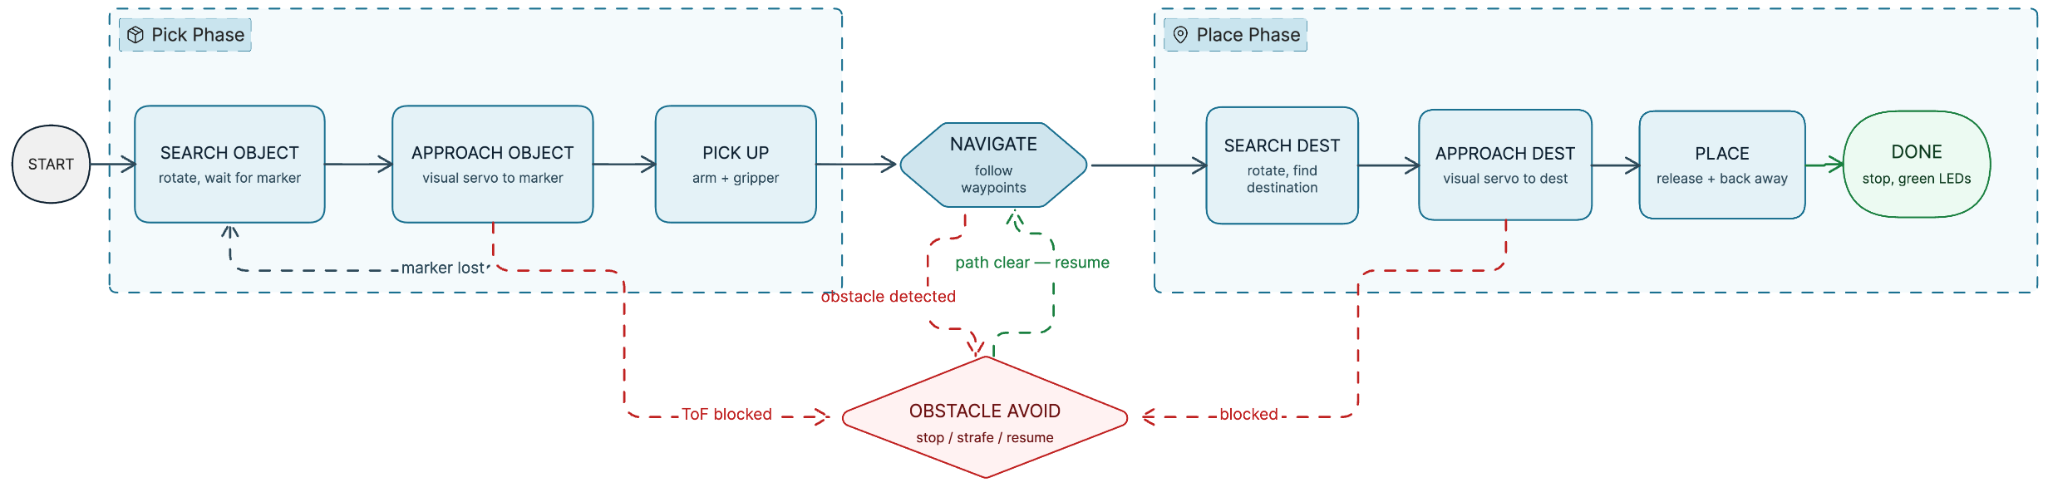 Pick Phase
Place Phase
START
SEARCH OBJECT
rotate, wait for marker
APPROACH OBJECT
visual servo to marker
PICK UP
arm + gripper
NAVIGATE
follow
waypoints
SEARCH DEST
rotate, find
destination
APPROACH DEST
visual servo to dest
PLACE
release + back away
DONE
stop, green LEDs
marker lost
path clear — resume
obstacle detected
ToF blocked
OBSTACLE AVOID
stop / strafe / resume
blocked